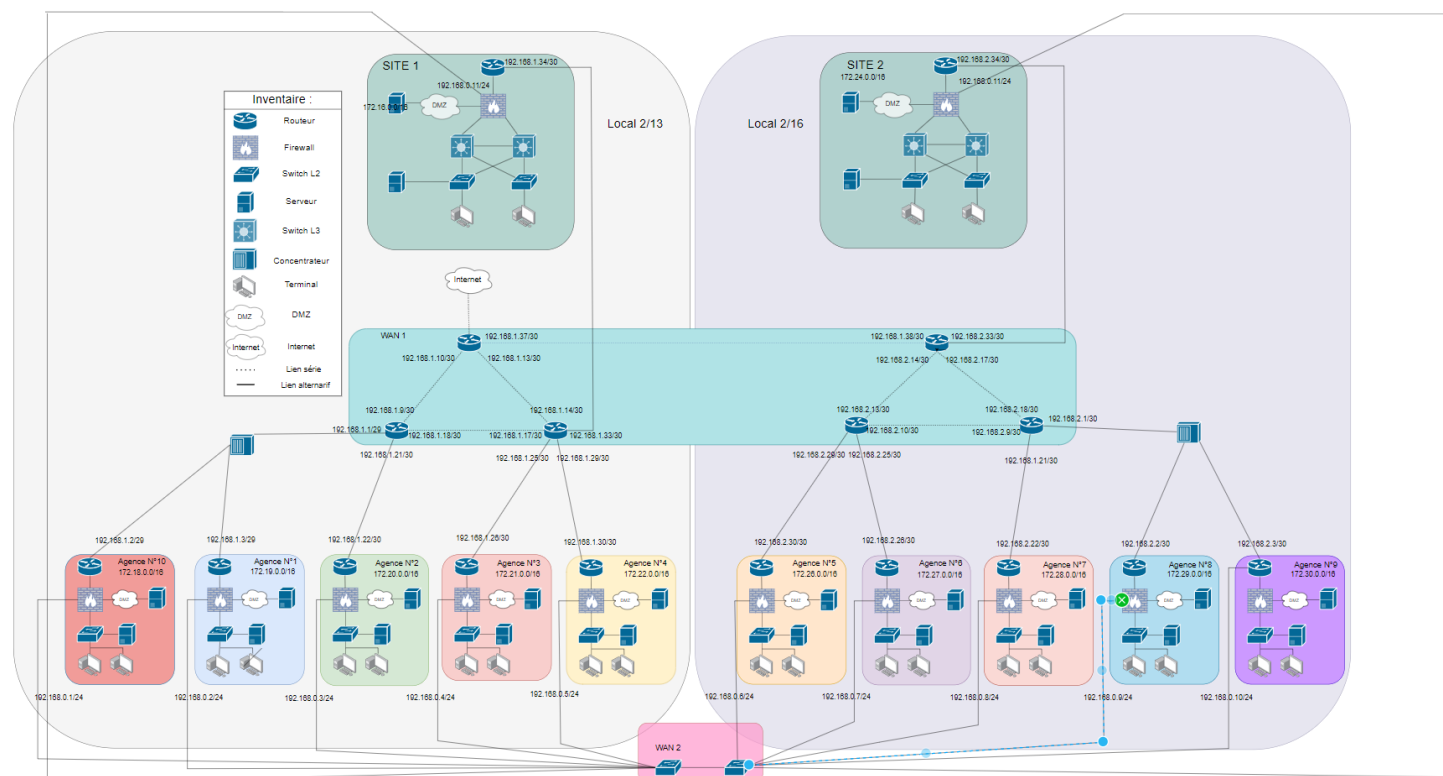 SITE 1
192.168.1.34/30
192.168.0.11/24
172.16.0.0/16
DMZ
Local 2/13
SITE 2
172.24.0.0/16
192.168.2.34/30
192.168.0.11/24
DMZ
Local 2/16
Inventaire :
Routeur
Firewall
Switch L2
Serveur
Switch L3
Concentrateur
Terminal
DMZ
DMZ
Internet
Internet
Lien série
Lien alternarif
Internet
WAN 1
192.168.1.37/30
192.168.1.10/30
192.168.1.13/30
192.168.1.38/30
192.168.2.33/30
192.168.2.14/30
192.168.2.17/30
192.168.1.9/30
192.168.1.14/30
192.168.1.1/29
192.168.1.18/30
192.168.1.17/30
192.168.1.33/30
192.168.1.21/30
192.168.1.25/30
192.168.1.29/30
192.168.2.13/30
192.168.2.18/30
192.168.2.1/30
192.168.2.10/30
192.168.2.9/30
192.168.2.29/30
192.168.2.25/30
192.168.1.21/30
192.168.1.2/29
192.168.1.3/29
192.168.1.22/30
192.168.1.26/30
192.168.1.30/30
192.168.2.30/30
192.168.2.26/30
192.168.2.22/30
192.168.2.2/30
192.168.2.3/30
Agence N°10
172.18.0.0/16
DMZ
Agence N°1
172.19.0.0/16
DMZ
Agence N°2
172.20.0.0/16
DMZ
Agence N°3
172.21.0.0/16
DMZ
Agence N°4
172.22.0.0/16
DMZ
Agence N°5
172.26.0.0/16
DMZ
Agence N°6
172.27.0.0/16
DMZ
Agence N°7
172.28.0.0/16
DMZ
Agence N°8
172.29.0.0/16
DMZ
Agence N°9
172.30.0.0/16
DMZ
192.168.0.1/24
192.168.0.2/24
192.168.0.3/24
192.168.0.4/24
192.168.0.5/24
192.168.0.6/24
192.168.0.7/24
192.168.0.8/24
192.168.0.9/24
192.168.0.10/24
WAN 2